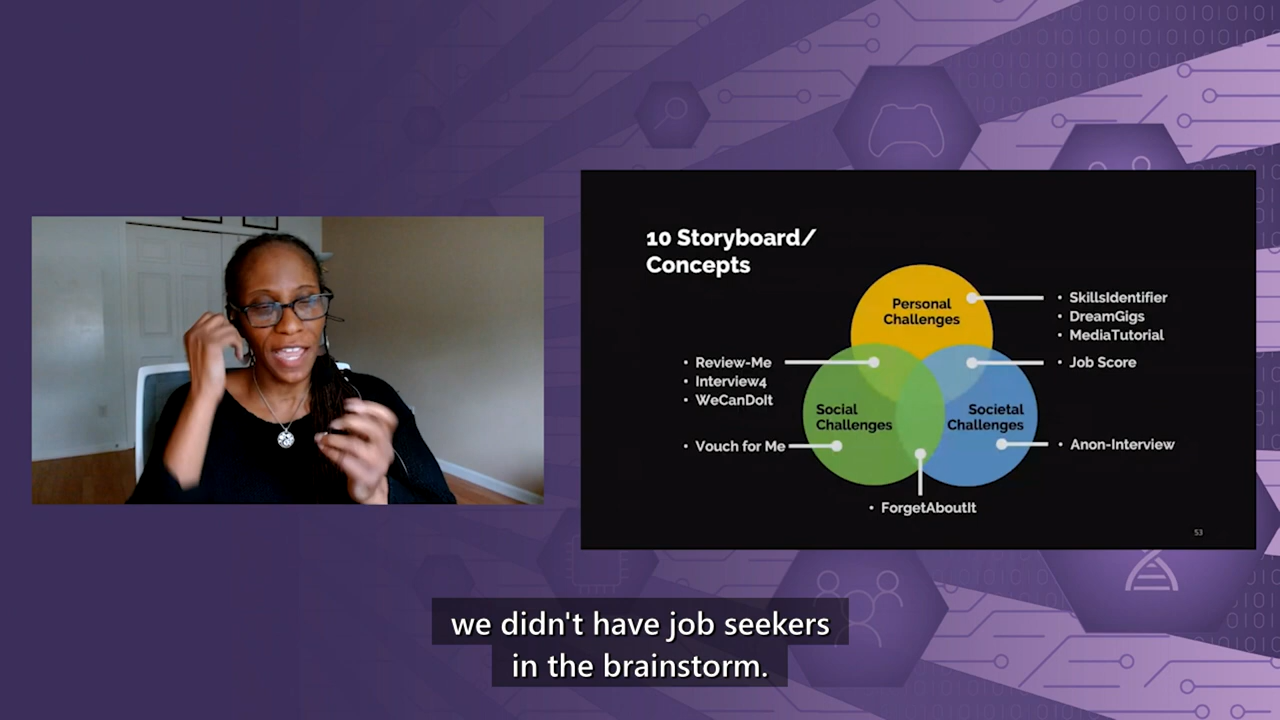 10 Storyboard/
Concepts
Personal
Challenges
• SkillsIdentifier
• DreamGigs
• MediaTutorial
• Review-Me
• Interview4
• WeCanDoIt
• Job Score
Social
Challenges
Societal
Challenges
• Vouch for Me
• Anon-Interview
• ForgetAboutIt
53
we didn't have job seekers
in the brainstorm.